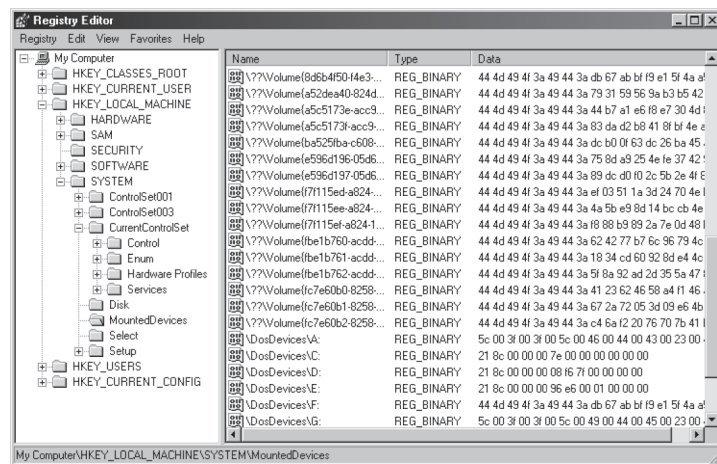 Registry Editor
Registry Edit View Favorites Help
My Computer
HKEY_CLASSES_ROOT
HKEY_CURRENT_USER
HKEY_LOCAL_MACHINE
HARDWARE
SAM
SECURITY
SOFTWARE
SYSTEM
ControlSet001
ControlSet003
CurrentControlSet
Control
Enum
Hardware Profiles
Services
Disk
MountedDevices
Select
Setup
HKEY_USERS
HKEY_CURRENT_CONFIG
Name Type Data
\??\Volume{8d6b4f50-f4e3-... REG_BINARY 44 4d 49 4f 3a 49 44 3a db 67 ab bf f9 e1 5f 4a a
\??\Volume{a52dea40-824d... REG_BINARY 44 4d 49 4f 3a 49 44 3a 79 31 59 56 9a b3 b5 42
\??\Volume{a5c5173e-acc9... REG_BINARY 44 4d 49 4f 3a 49 44 3a 44 b7 a1 e6 f8 e7 30 4d
\??\Volume{a5c5173f-acc9-... REG_BINARY 44 4d 49 4f 3a 49 44 3a 83 da d2 b8 41 8f bf 4e
\??\Volume{ba525fba-c608-... REG_BINARY 44 4d 49 4f 3a 49 44 3a dc b0 0f 63 dc 26 ba 45
\??\Volume{e596d196-05d6... REG_BINARY 44 4d 49 4f 3a 49 44 3a 75 8d a9 25 4e fe 37 42
\??\Volume{e596d197-05d6... REG_BINARY 44 4d 49 4f 3a 49 44 3a 89 dc d0 f0 2c 5b 2e 4f
\??\Volume{f7f115ed-a824-... REG_BINARY 44 4d 49 4f 3a 49 44 3a ef 03 51 1a 3d 24 70 4e
\??\Volume{f7f115ee-a824-... REG_BINARY 44 4d 49 4f 3a 49 44 3a 4a 5b e9 8d 14 bc cb 4e
\??\Volume{f7f115ef-a824-1... REG_BINARY 44 4d 49 4f 3a 49 44 3a f8 88 b9 89 2a 7e 0d 48
\??\Volume{fbe1b760-acdd-... REG_BINARY 44 4d 49 4f 3a 49 44 3a 62 42 77 b7 6c 96 79 4c
\??\Volume{fbe1b761-acdd-... REG_BINARY 44 4d 49 4f 3a 49 44 3a 18 34 cd 60 92 8d e4 4c
\??\Volume{fbe1b762-acdd-... REG_BINARY 44 4d 49 4f 3a 49 44 3a 5f 8a 92 ad 2d 35 5a 47
\??\Volume{fc7e60b0-8258-... REG_BINARY 44 4d 49 4f 3a 49 44 3a 41 23 62 46 58 a4 f1 46
\??\Volume{fc7e60b1-8258-... REG_BINARY 44 4d 49 4f 3a 49 44 3a 67 2a 72 05 3d 09 e6 4b
\??\Volume{fc7e60b2-8258-... REG_BINARY 44 4d 49 4f 3a 49 44 3a c4 6a f2 20 76 70 7b 41
\DosDevices\A: REG_BINARY 5c 00 3f 00 3f 00 5c 00 46 00 44 00 43 00 23 00
\DosDevices\C: REG_BINARY 21 8c 00 00 00 7e 00 00 00 00 00 00
\DosDevices\D: REG_BINARY 21 8c 00 00 00 08 f6 7f 00 00 00 00
\DosDevices\E: REG_BINARY 21 8c 00 00 00 96 e6 00 01 00 00 00
\DosDevices\F: REG_BINARY 44 4d 49 4f 3a 49 44 3a db 67 ab bf f9 e1 5f 4a a
\DosDevices\G: REG_BINARY 5c 00 3f 00 3f 00 5c 00 49 00 44 00 45 00 23 00
My Computer\HKEY_LOCAL_MACHINE\SYSTEM\MountedDevices